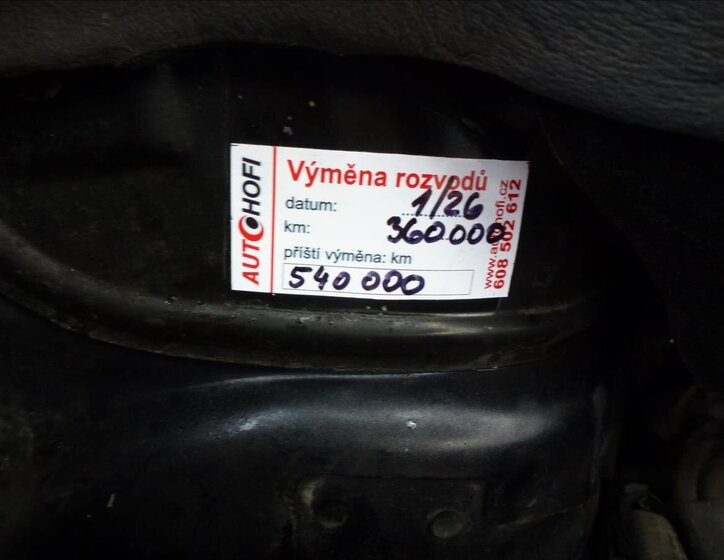 AUTOHOFI
Výměna rozvodů
datum: 1/26
km: 360000
příští výměna: km
540 000
www.autohofi.cz
608 502 612